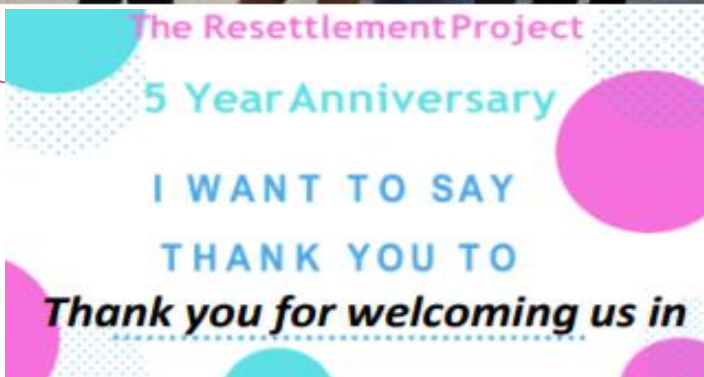 The Resettlement Project
5 Year Anniversary
I WANT TO SAY
THANK YOU TO
Thank you for welcoming us in